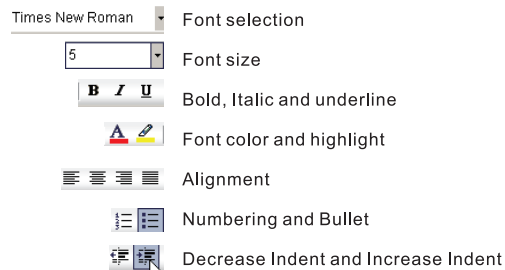 Times New Roman Font selection
5 Font size
B I U Bold, Italic and underline
A Font color and highlight
Alignment
Numbering and Bullet
Decrease Indent and Increase Indent